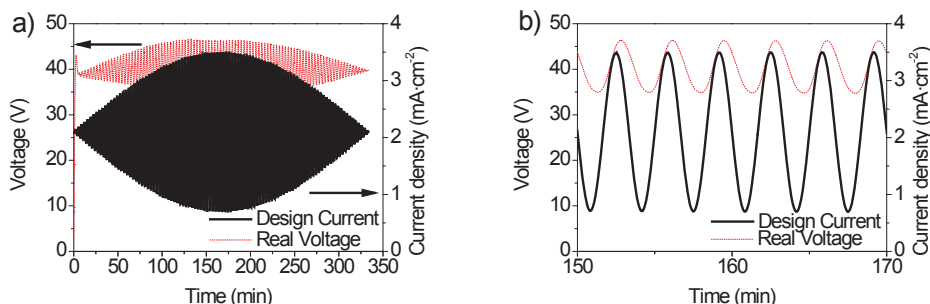 a)
50
40
30
20
10
0
Voltage (V)
4
3
2
1
0
Current density (mA·cm⁻²)
Design Current
Real Voltage
0 50 100 150 200 250 300 350
Time (min)
b)
50
40
30
20
10
0
Voltage (V)
4
3
2
1
0
Current density (mA·cm⁻²)
Design Current
Real Voltage
150 160 170
Time (min)